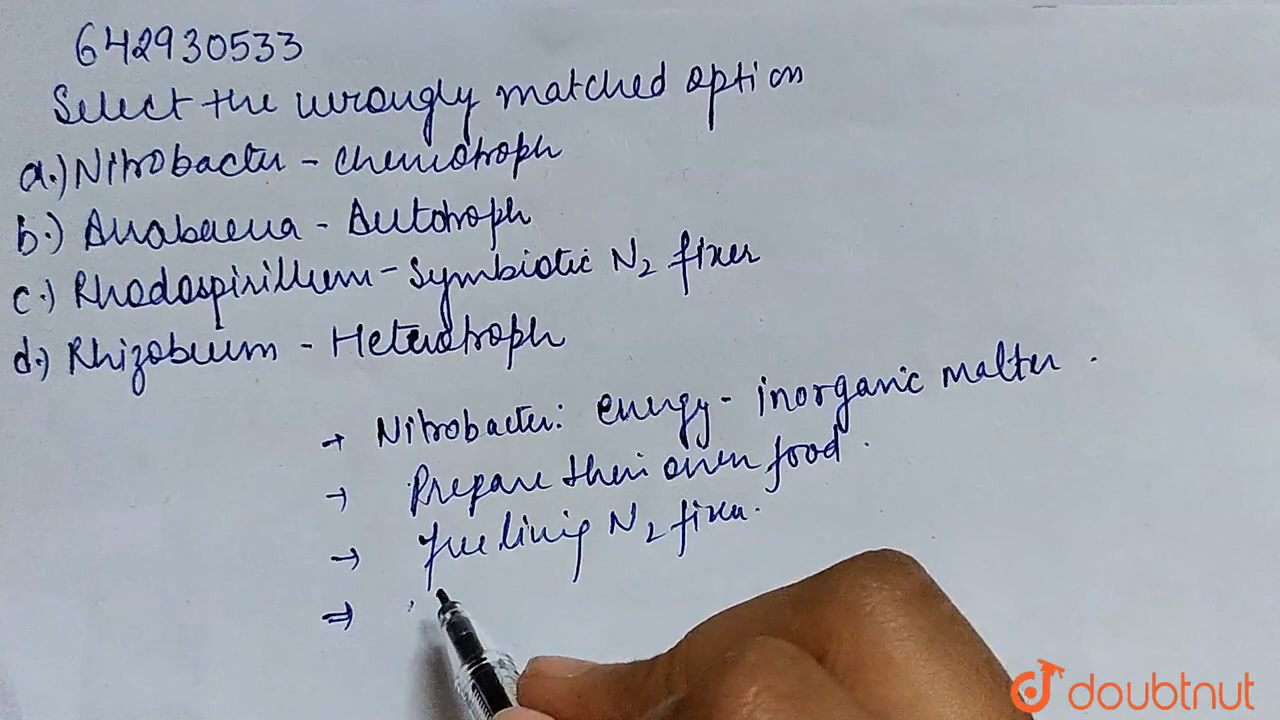 642930533
Select the wrongly matched option
a.) Nitrobacter - Chemotroph
b.) Anabaena - Autotroph
c.) Rhodospirillum - Symbiotic N2 fixer
d.) Rhizobium - Heterotroph
→ Nitrobacter: energy - inorganic matter.
→ Prepare their own food.
→ free living N2 fixer.
⇒
doubtnut